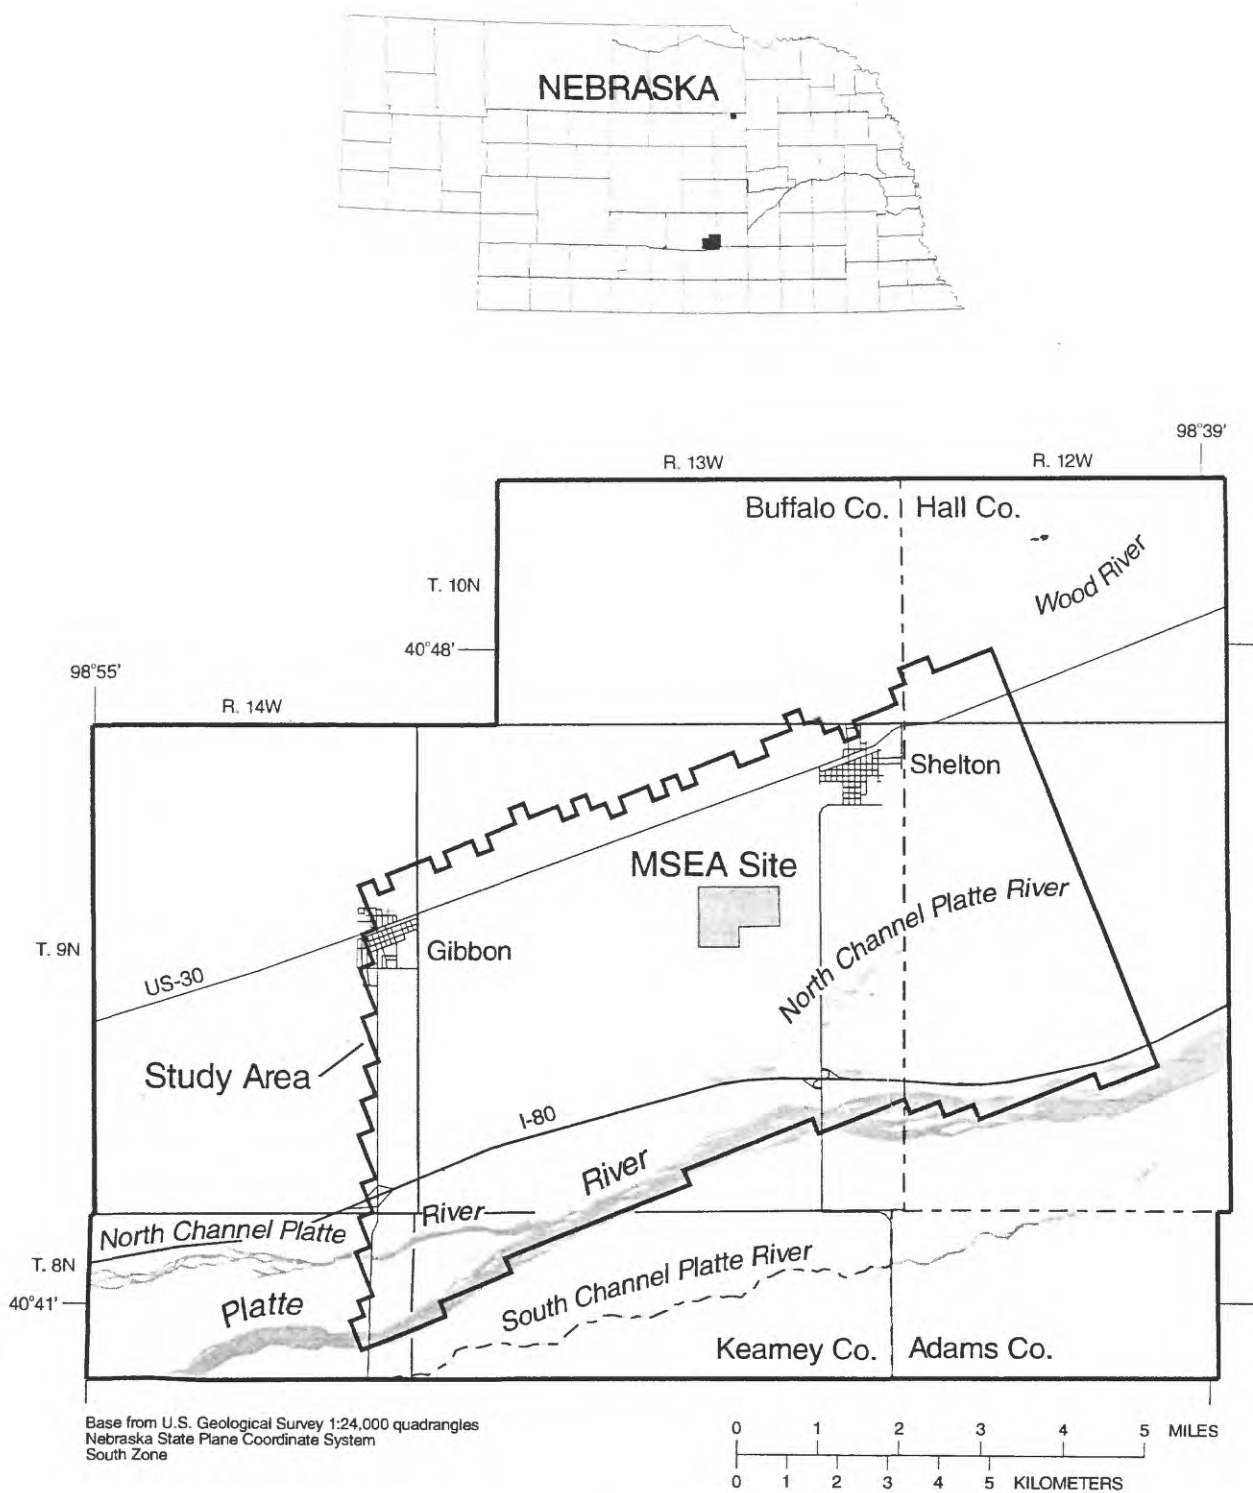 NEBRASKA
98°39'
R. 13W
R. 12W
Buffalo Co.
Hall Co.
T. 10N
Wood River
40°48'
98°55'
R. 14W
Shelton
MSEA Site
North Channel Platte River
T. 9N
Gibbon
US-30
Study Area
I-80
River
North Channel Platte River
T. 8N
Platte
40°41'
South Channel Platte River
Kearney Co.
Adams Co.
Base from U.S. Geological Survey 1:24,000 quadrangles
Nebraska State Plane Coordinate System
South Zone
0 1 2 3 4 5 MILES
0 1 2 3 4 5 KILOMETERS